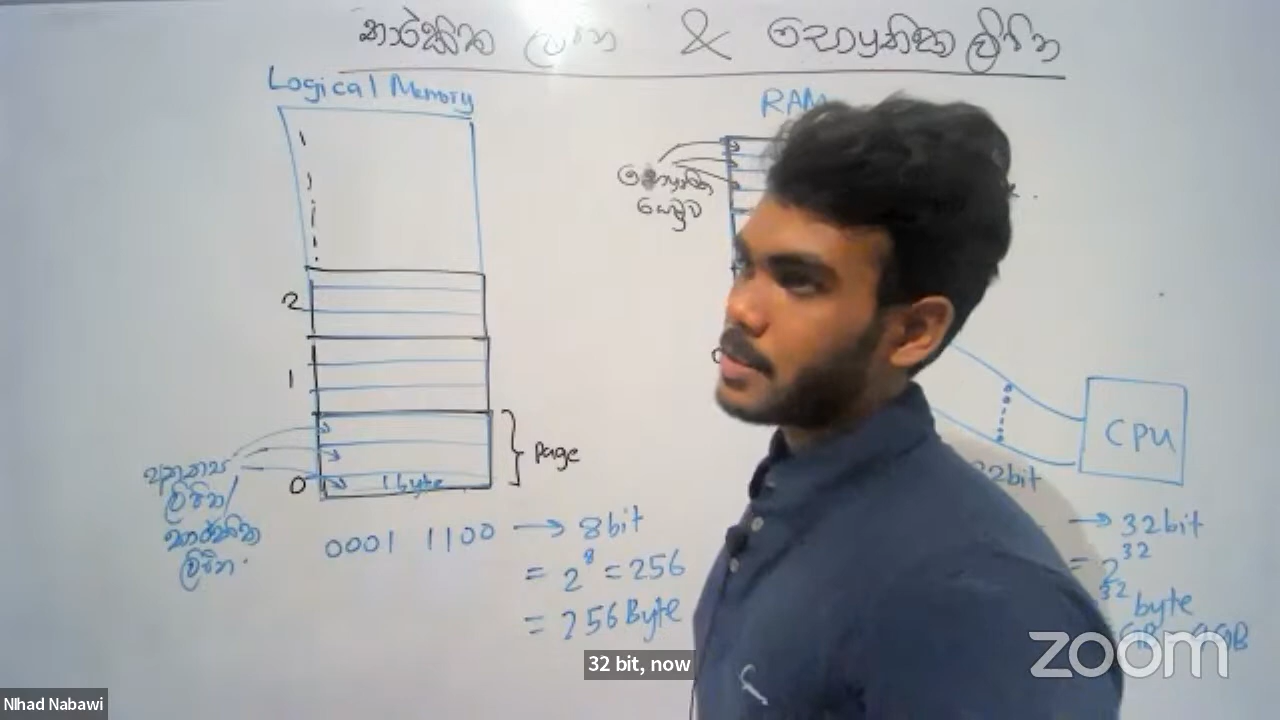 තාර්කික ලිපින & භෞතික ලිපින
Logical Memory
RAM
භෞතික
2
1
0
Page
1 byte
ලිපින/
තාර්කික
ලිපින.
0001 1100 → 8bit
= 2⁸ = 256
= 256 Byte
CPU
32bit
→ 32bit
= 2³²
byte
32 bit, now
zoom
NIhad Nabawi